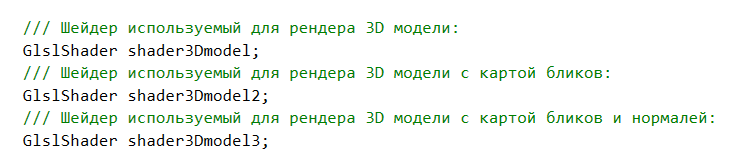 /// Шейдер используемый для рендера 3D модели:
GlslShader shader3Dmodel;
/// Шейдер используемый для рендера 3D модели с картой бликов:
GlslShader shader3Dmodel2;
/// Шейдер используемый для рендера 3D модели с картой бликов и нормалей:
GlslShader shader3Dmodel3;